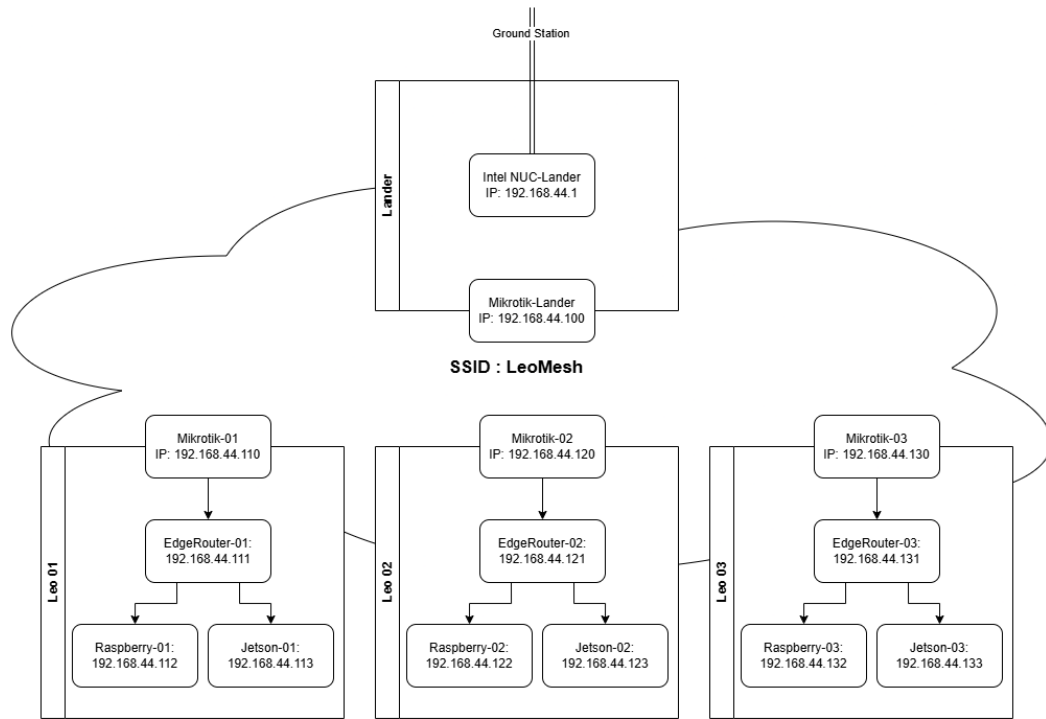 Ground Station
Lander
Intel NUC-Lander
IP: 192.168.44.1
Mikrotik-Lander
IP: 192.168.44.100
SSID : LeoMesh
Leo 01
Mikrotik-01
IP: 192.168.44.110
EdgeRouter-01:
192.168.44.111
Raspberry-01:
192.168.44.112
Jetson-01:
192.168.44.113
Leo 02
Mikrotik-02
IP: 192.168.44.120
EdgeRouter-02:
192.168.44.121
Raspberry-02:
192.168.44.122
Jetson-02:
192.168.44.123
Leo 03
Mikrotik-03
IP: 192.168.44.130
EdgeRouter-03:
192.168.44.131
Raspberry-03:
192.168.44.132
Jetson-03:
192.168.44.133